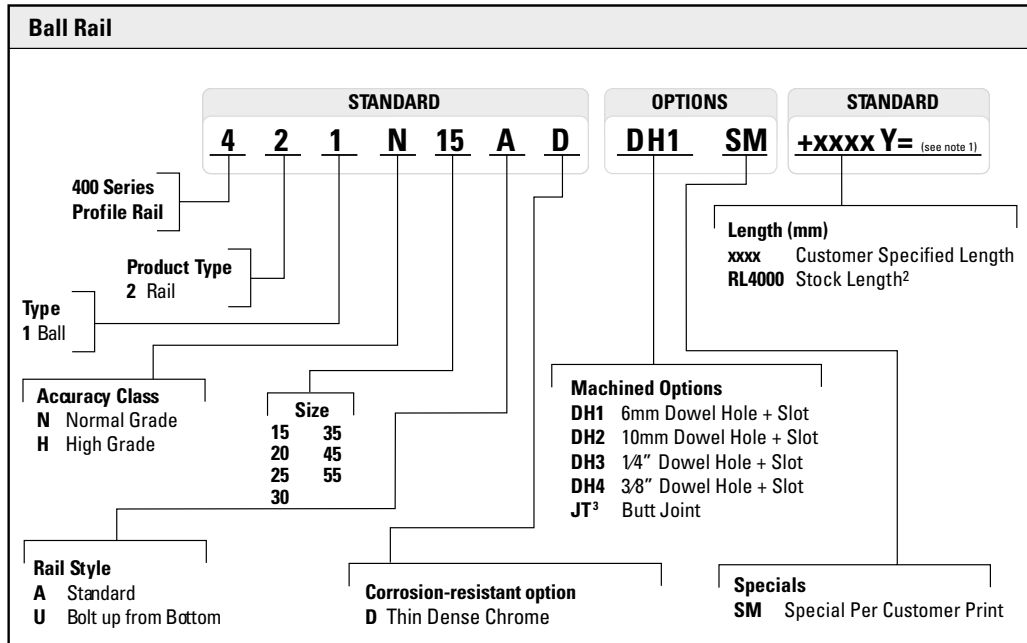 Ball Rail
STANDARD OPTIONS STANDARD
4 2 1 N 15 A D DH1 SM +xxxx Y= (see note 1)
400 Series
Profile Rail
Product Type
2 Rail
Type
1 Ball
Accuracy Class
N Normal Grade
H High Grade
Size
15 35
20 45
25 55
30
Rail Style
A Standard
U Bolt up from Bottom
Corrosion-resistant option
D Thin Dense Chrome
Length (mm)
xxxx Customer Specified Length
RL4000 Stock Length²
Machined Options
DH1 6mm Dowel Hole + Slot
DH2 10mm Dowel Hole + Slot
DH3 1/4” Dowel Hole + Slot
DH4 3/8” Dowel Hole + Slot
JT³ Butt Joint
Specials
SM Special Per Customer Print